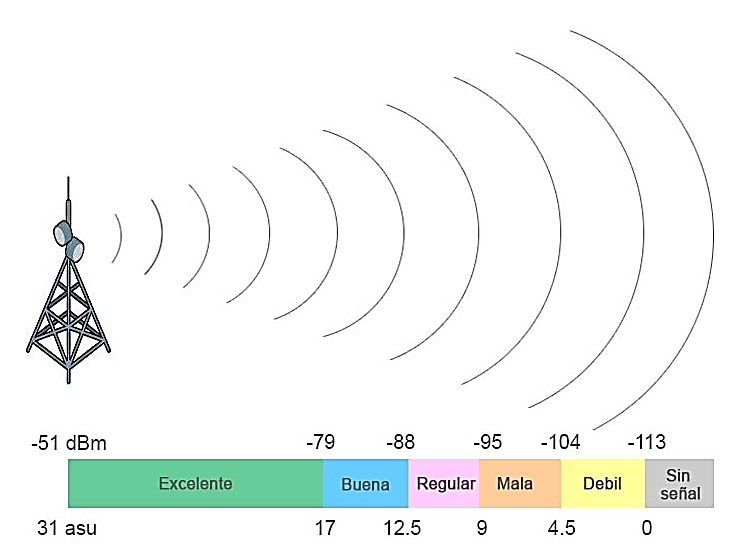 -51 dBm -79 -88 -95 -104 -113
Excelente Buena Regular Mala Debil Sin
señal
31 asu 17 12.5 9 4.5 0